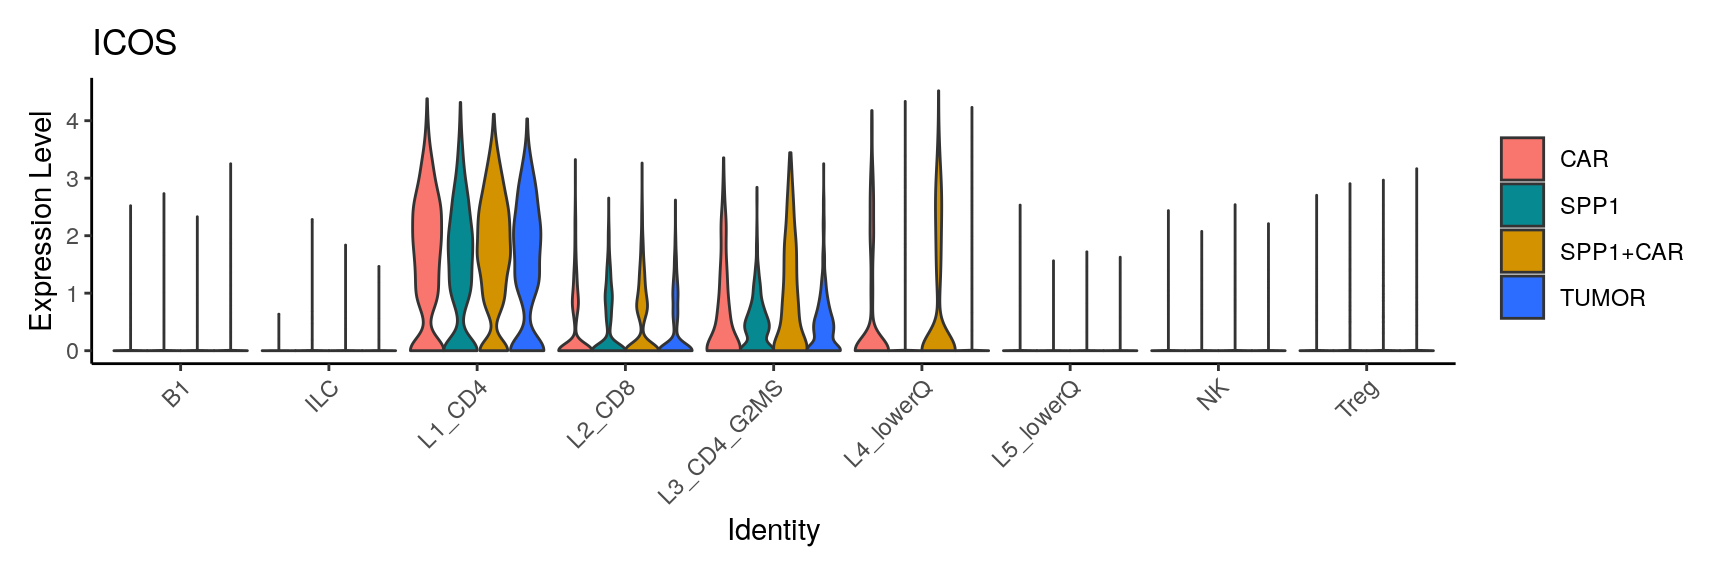 ICOS
Expression Level
4
3
2
1
0
B1
ILC
L1_CD4
L2_CD8
L3_CD4_G2MS
L4_lowerQ
L5_lowerQ
NK
Treg
Identity
CAR
SPP1
SPP1+CAR
TUMOR